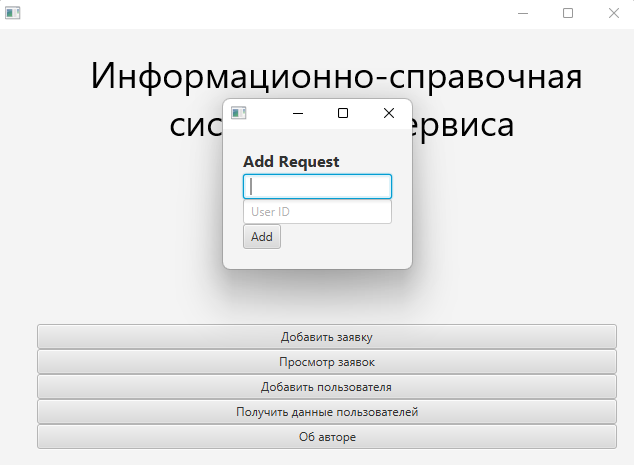 Информационно-справочная
сис ервиса
Add Request
User ID
Add
Добавить заявку
Просмотр заявок
Добавить пользователя
Получить данные пользователей
Об авторе